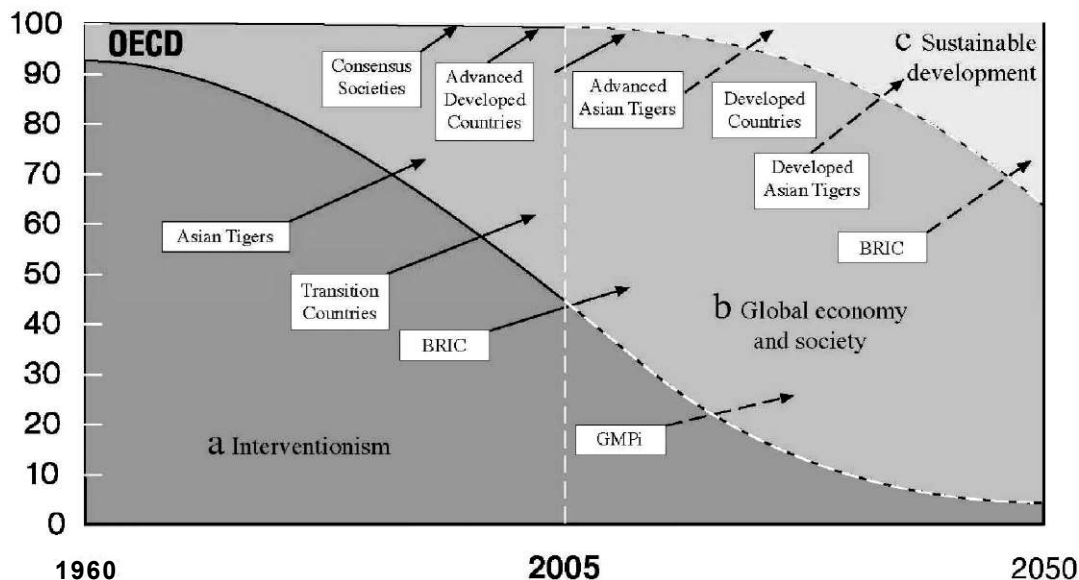 100
90
80
70
60
50
40
30
20
10
0
OECD
Consensus
Societies
Advanced
Developed
Countries
Advanced
Asian Tigers
Developed
Countries
c Sustainable
development
Developed
Asian Tigers
Asian Tigers
BRIC
Transition
Countries
BRIC
b Global economy
and society
GMPi
a Interventionism
1960
2005
2050